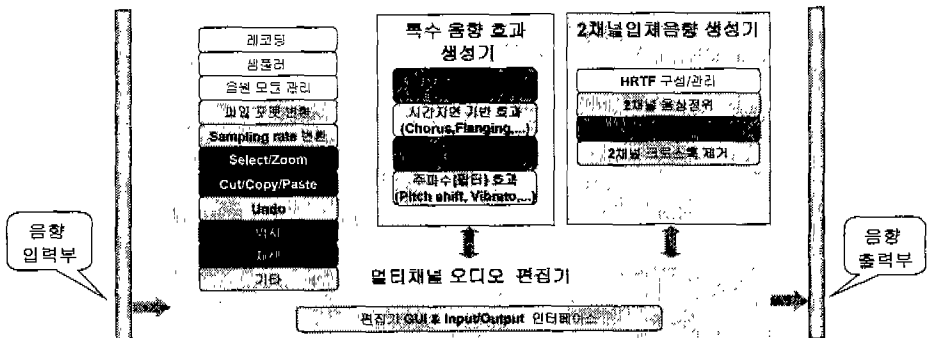 레코딩
샘플러
음원 모델 관리
파일 포맷 변환
Sampling rate 변환
Select/Zoom
Cut/Copy/Paste
Undo
믹싱
재생
기타
특수 음향 효과
생성기
시간지연 기반 효과
(Chorus,Flanging,...)
주파수(필터) 효과
(Pitch shift, Vibrato,...)
2채널입체음향 생성기
HRTF 구성/관리
2채널 음상정위
2채널 크로스톡 제거
음향
입력부
음향
출력부
멀티채널 오디오 편집기
편집기 GUI & Input/Output 인터페이스